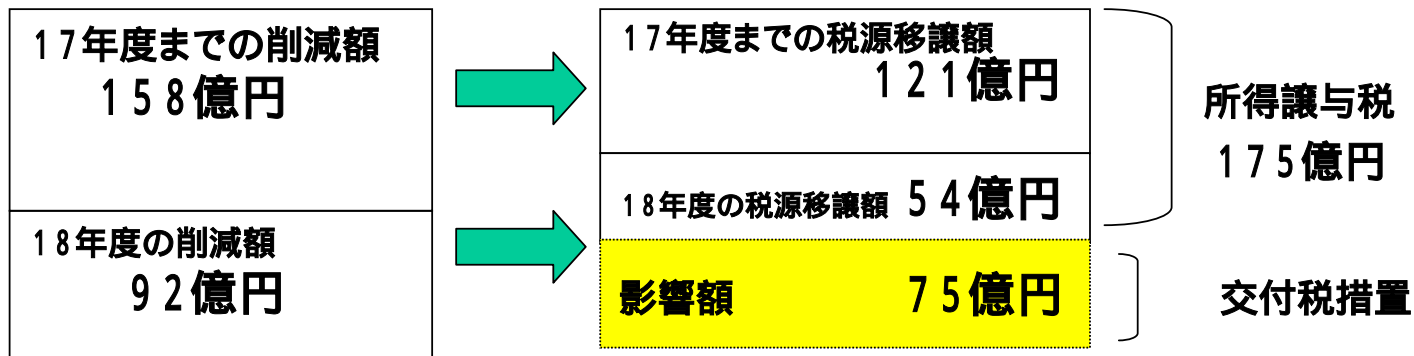 17年度までの削減額
158億円
18年度の削減額
92億円
17年度までの税源移譲額
121億円
18年度の税源移譲額 54億円
影響額 75億円
所得譲与税
175億円
交付税措置